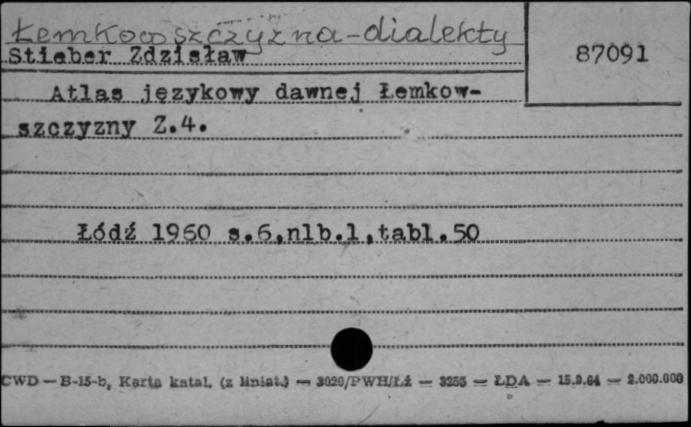 Łemkowszczyzna-dialekty
87091
Stieber Zdzisław
Atlas językowy dawnej Łemkow-
szczyzny Z.4.
Łódź 1960 s.6,nlb.1,tabl.50
CWD — B-15-b, Karta katal. (z liniat.) — 3020/PWH/Łź — 3255 — ŁDA — 15.9.64 — 2.000.000